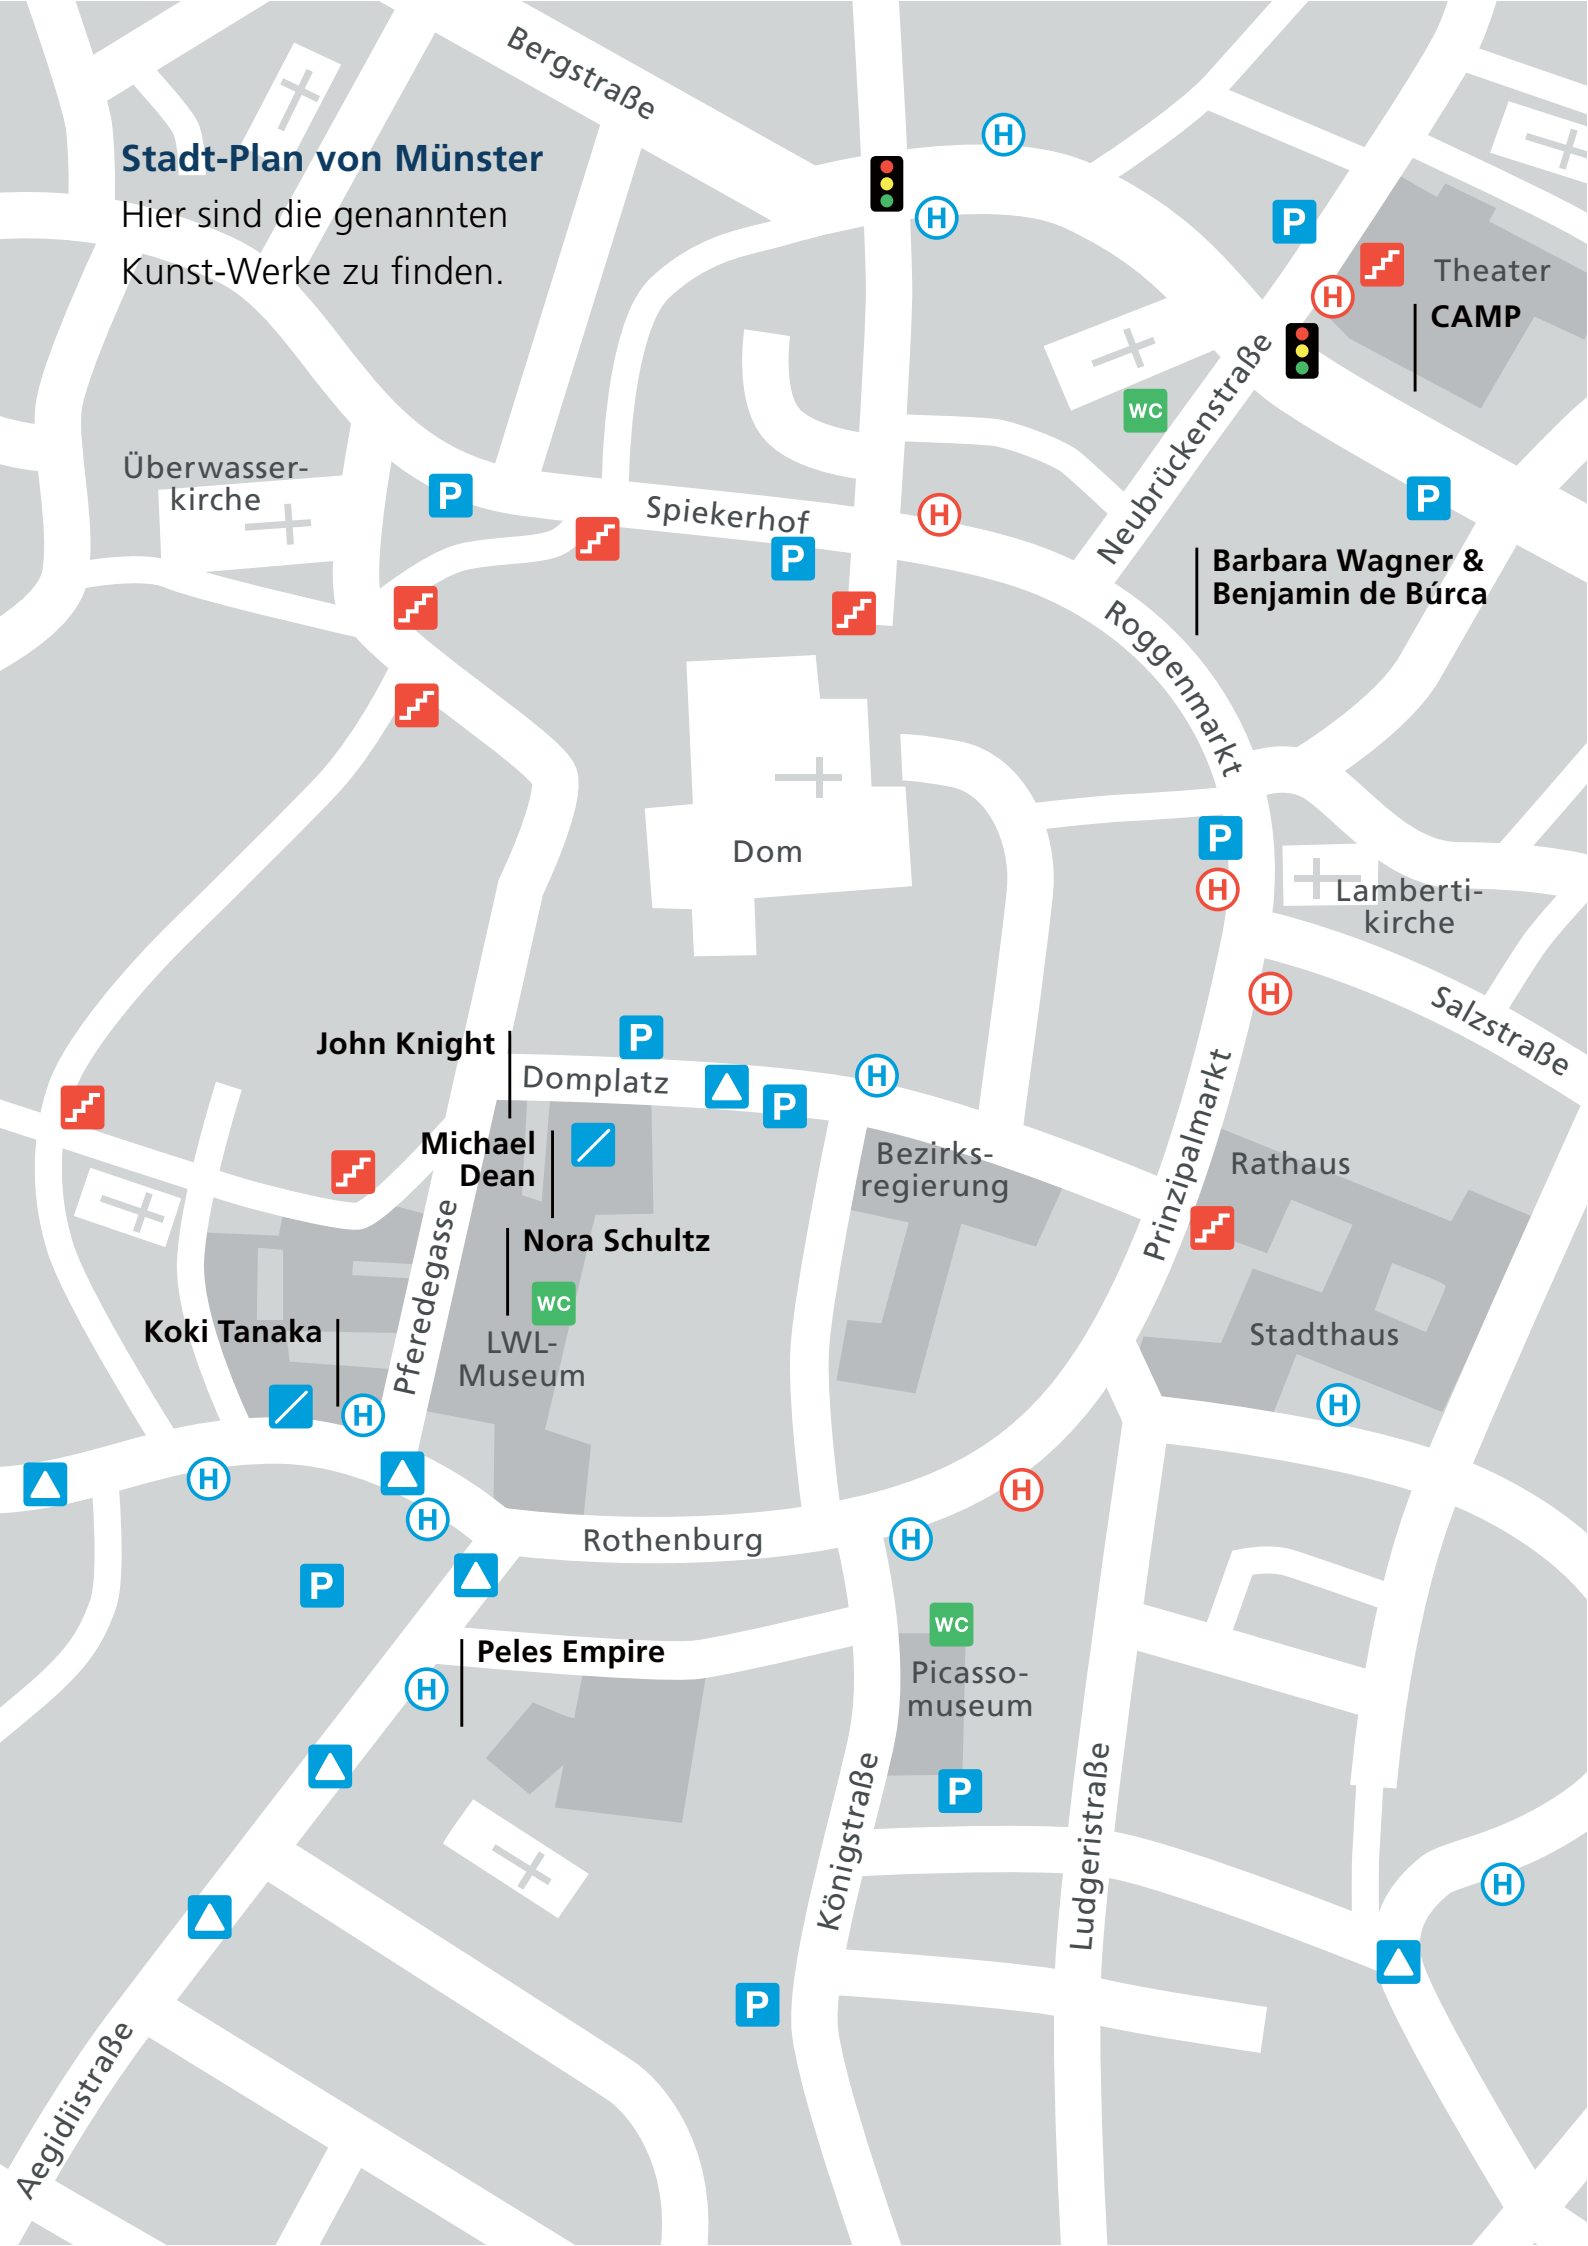 Bergstraße
H
Stadt-Plan von Münster
Hier sind die genannten
Kunst-Werke zu finden.
H
P
Theater
H
CAMP
Neubrückenstraße
WC
Überwasser-
kirche
P
Spiekerhof
H
P
P
Barbara Wagner &
Benjamin de Búrca
Roggenmarkt
Dom
P
H
Lamberti-
kirche
H
Salzstraße
John Knight
P
Domplatz
P
H
Michael
Dean
Bezirks-
regierung
Prinzipalmarkt
Rathaus
Pferedegasse
Nora Schultz
WC
Koki Tanaka
LWL-
Museum
Stadthaus
H
H
H
H
H
Rothenburg
H
P
WC
Peles Empire
H
Picasso-
museum
P
Königstraße
Ludgeristraße
H
P
Aegidiistraße